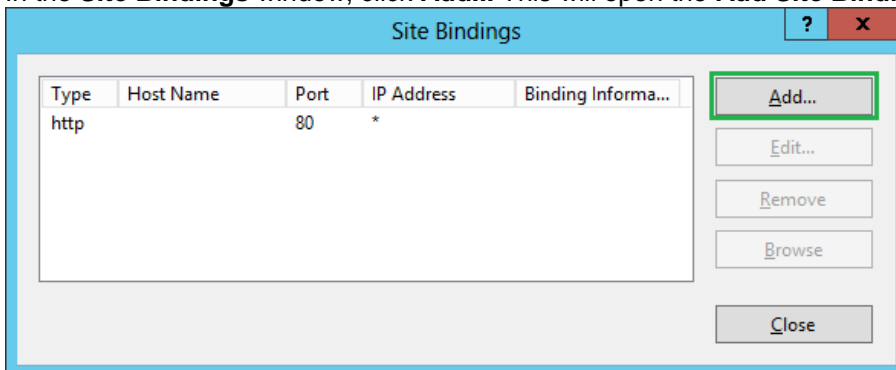 Site Bindings
?
x
Type Host Name Port IP Address Binding Informa...
http 80 *
Add...
Edit...
Remove
Browse
Close